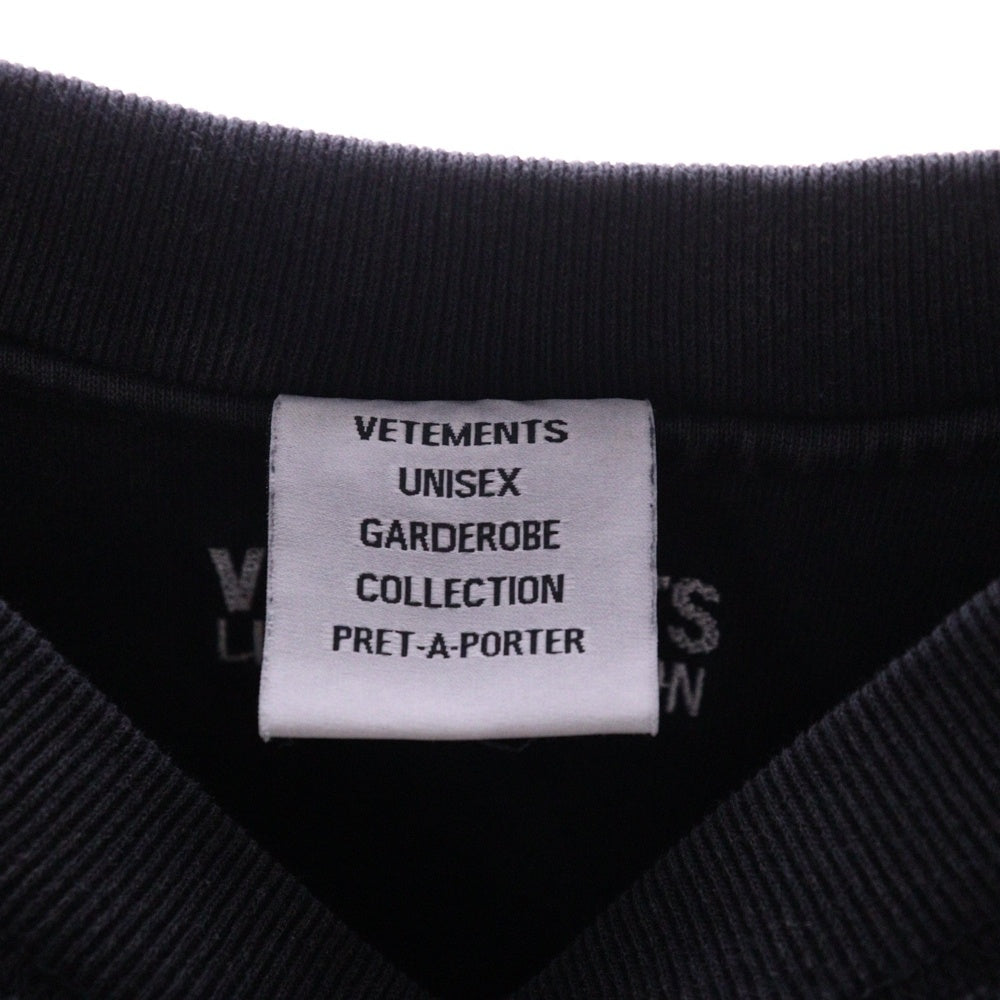 VETEMENTS
UNISEX
GARDEROBE
COLLECTION
PRET-A-PORTER